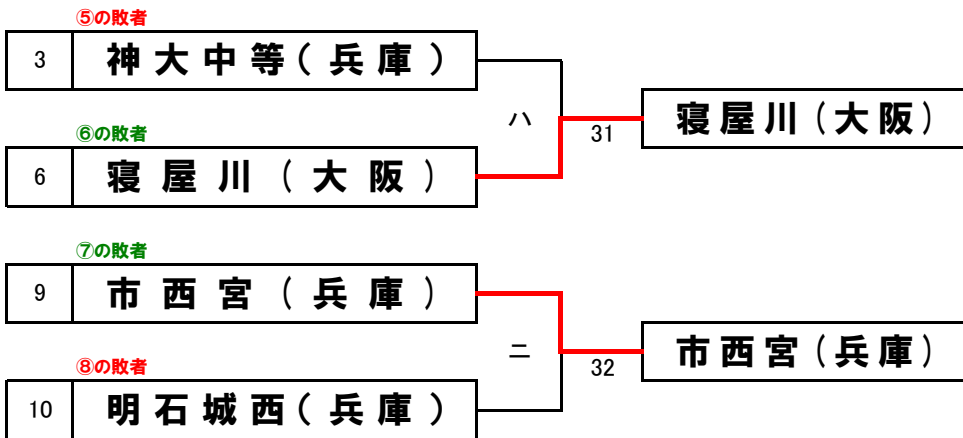 ⑤の敗者
3 神大中等(兵庫)
ハ
31
寝屋川(大阪)
⑥の敗者
6 寝屋川(大阪)
⑦の敗者
9 市西宮(兵庫)
ニ
32
市西宮(兵庫)
⑧の敗者
10 明石城西(兵庫)